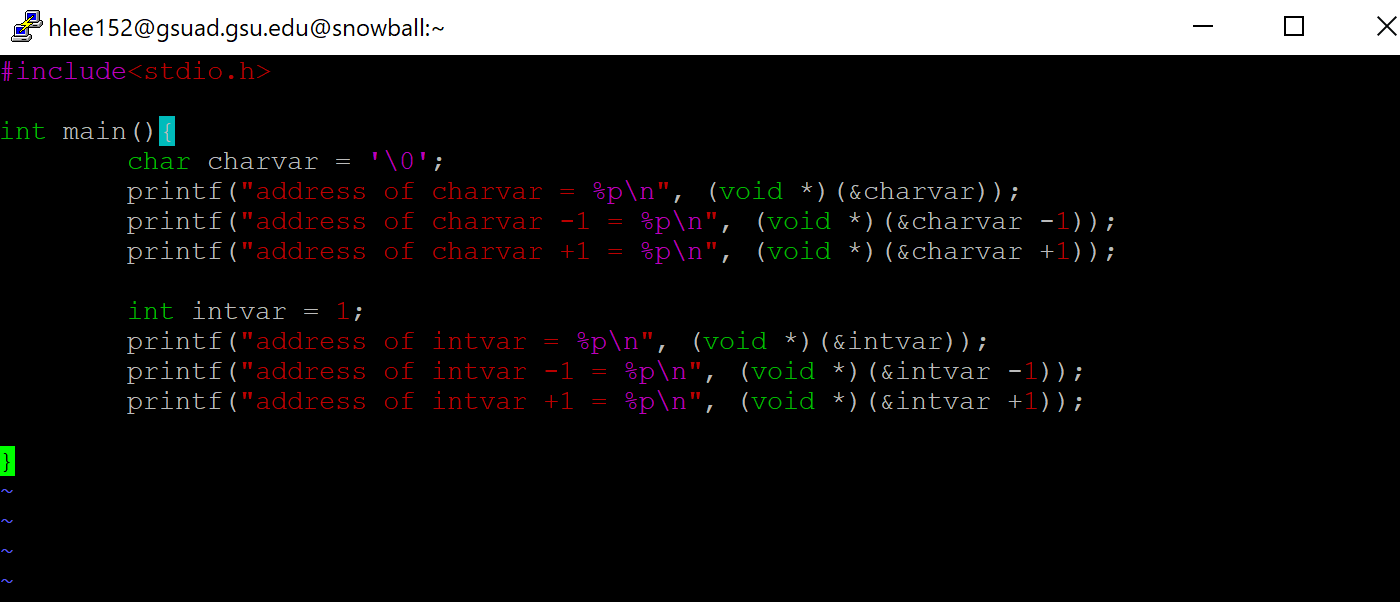 hlee152@gsuad.gsu.edu@snowball:~
#include<stdio.h>
int main(){
char charvar = '\0';
printf("address of charvar = %p\n", (void *)(&charvar));
printf("address of charvar -1 = %p\n", (void *)(&charvar -1));
printf("address of charvar +1 = %p\n", (void *)(&charvar +1));
int intvar = 1;
printf("address of intvar = %p\n", (void *)(&intvar));
printf("address of intvar -1 = %p\n", (void *)(&intvar -1));
printf("address of intvar +1 = %p\n", (void *)(&intvar +1));
}
~
~
~
~